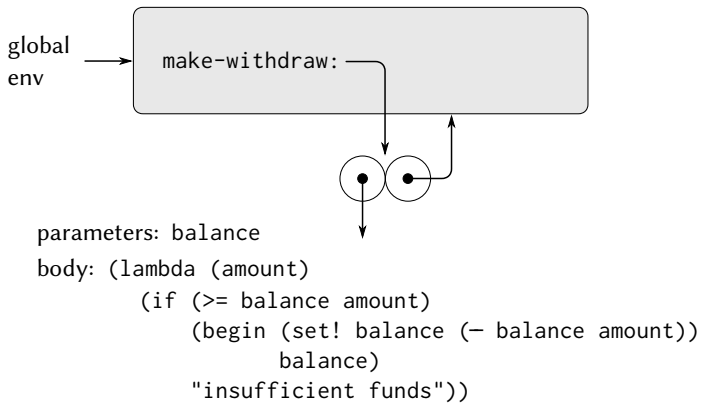 global
env
make-withdraw:
parameters: balance
body: (lambda (amount)
(if (>= balance amount)
(begin (set! balance (− balance amount))
balance)
"insufficient funds"))